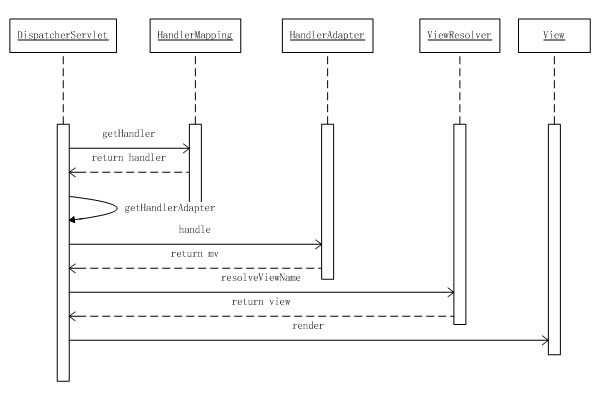 DispatcherServlet
HandlerMapping
HandlerAdapter
ViewResolver
View
getHandler
return handler
getHandlerAdapter
handle
return mv
resolveViewName
return view
render